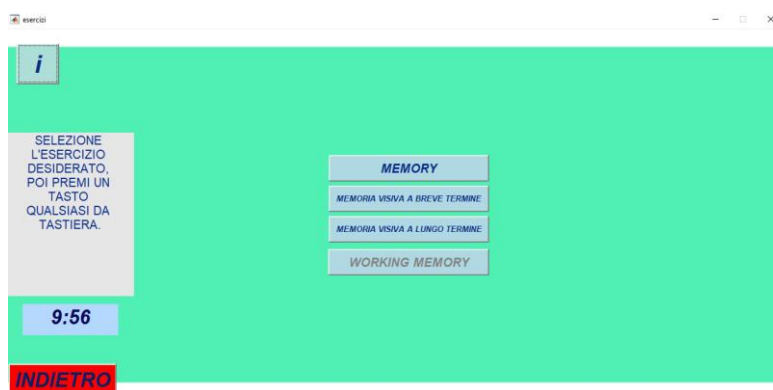 esercizi
i
SELEZIONE
L'ESERCIZIO
DESIDERATO,
POI PREMI UN
TASTO
QUALSIASI DA
TASTIERA.
MEMORY
MEMORIA VISIVA A BREVE TERMINE
MEMORIA VISIVA A LUNGO TERMINE
WORKING MEMORY
9:56
INDIETRO